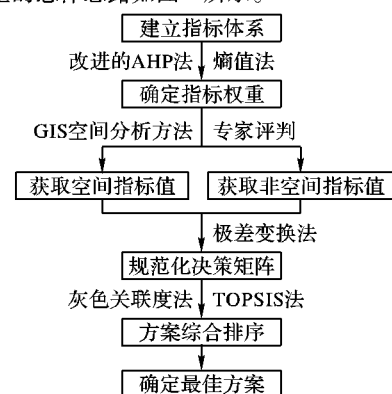 建立指标体系
改进的AHP法 熵值法
确定指标权重
GIS空间分析方法 专家评判
获取空间指标值 获取非空间指标值
极差变换法
规范化决策矩阵
灰色关联度法 TOPSIS法
方案综合排序
确定最佳方案